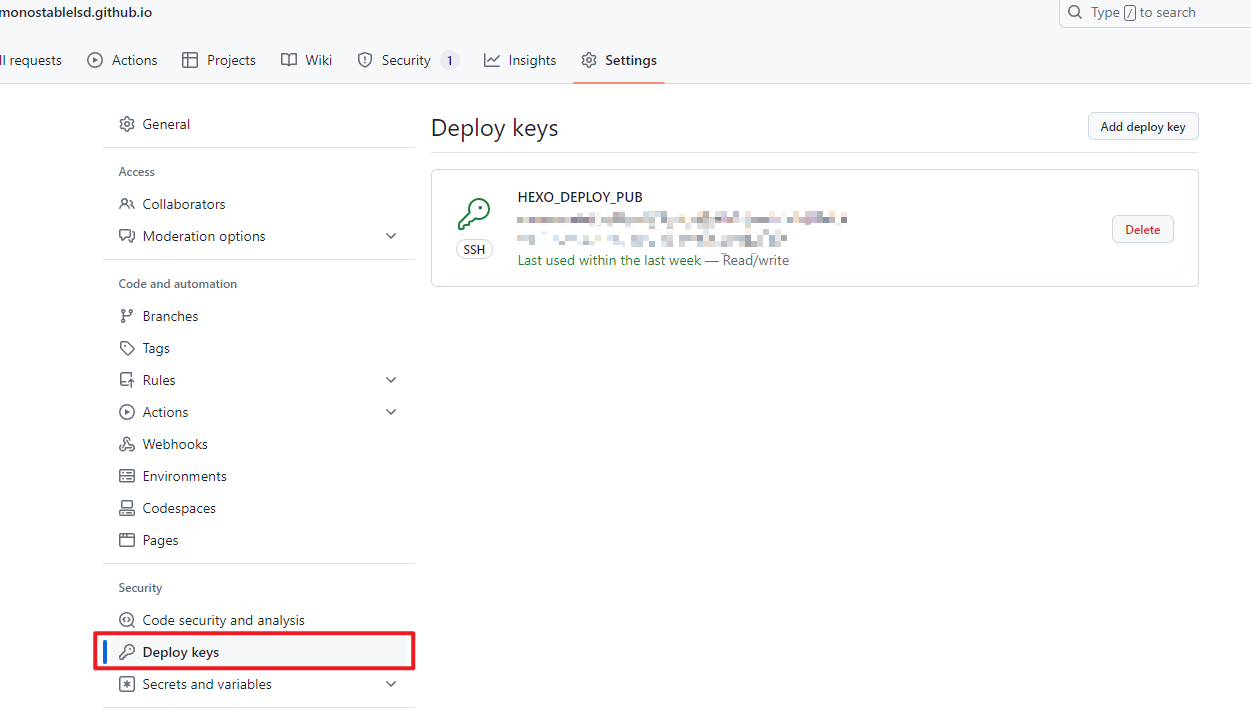 monostablelsd.github.io
Type / to search
ll requests Actions Projects Wiki Security 1 Insights Settings
General
Access
Collaborators
Moderation options
Code and automation
Branches
Tags
Rules
Actions
Webhooks
Environments
Codespaces
Pages
Security
Code security and analysis
Deploy keys
Secrets and variables
Deploy keys
Add deploy key
HEXO_DEPLOY_PUB
SSH
Last used within the last week — Read/write
Delete